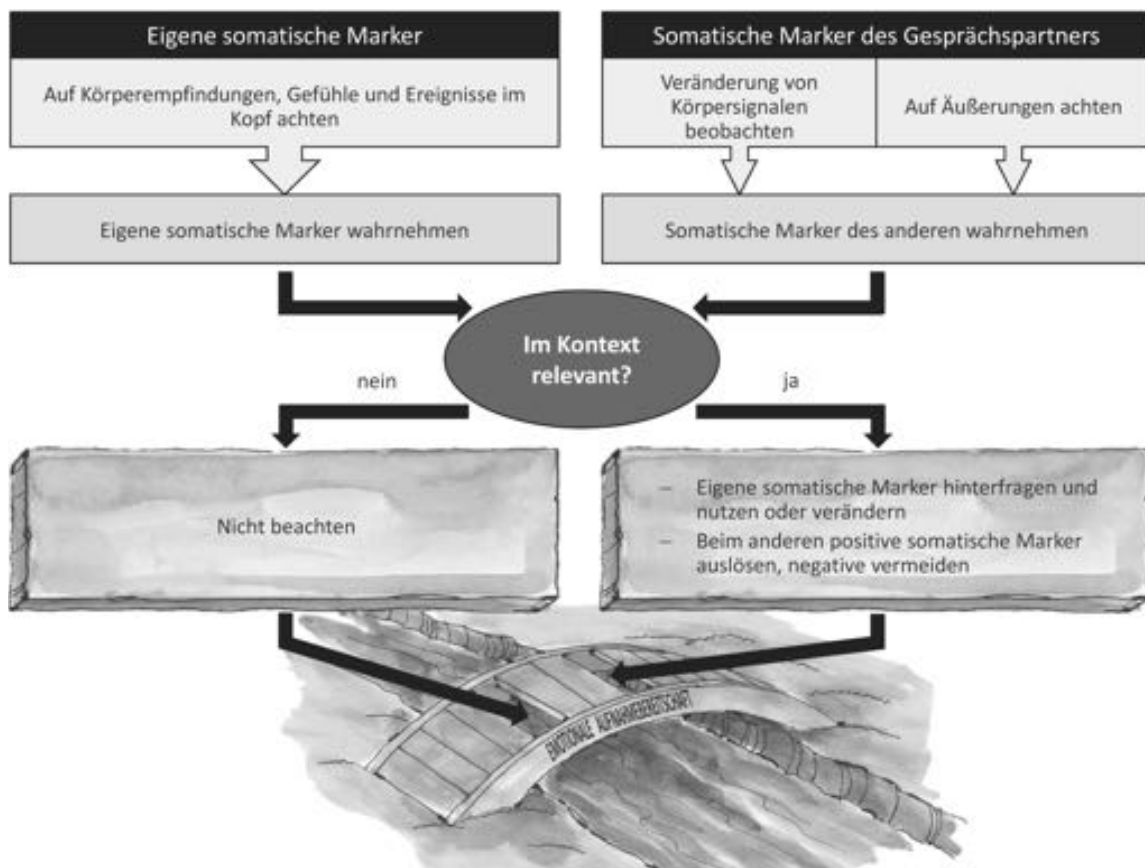 Eigene somatische Marker
Auf Körperempfindungen, Gefühle und Ereignisse im
Kopf achten
Eigene somatische Marker wahrnehmen
Somatische Marker des Gesprächspartners
Veränderung von
Körpersignalen
beobachten
Auf Äußerungen achten
Somatische Marker des anderen wahrnehmen
Im Kontext
relevant?
nein
ja
Nicht beachten
– Eigene somatische Marker hinterfragen und
nutzen oder verändern
– Beim anderen positive somatische Marker
auslösen, negative vermeiden
EMOTIONALE AUFNAHMEBEREITSCHAFT